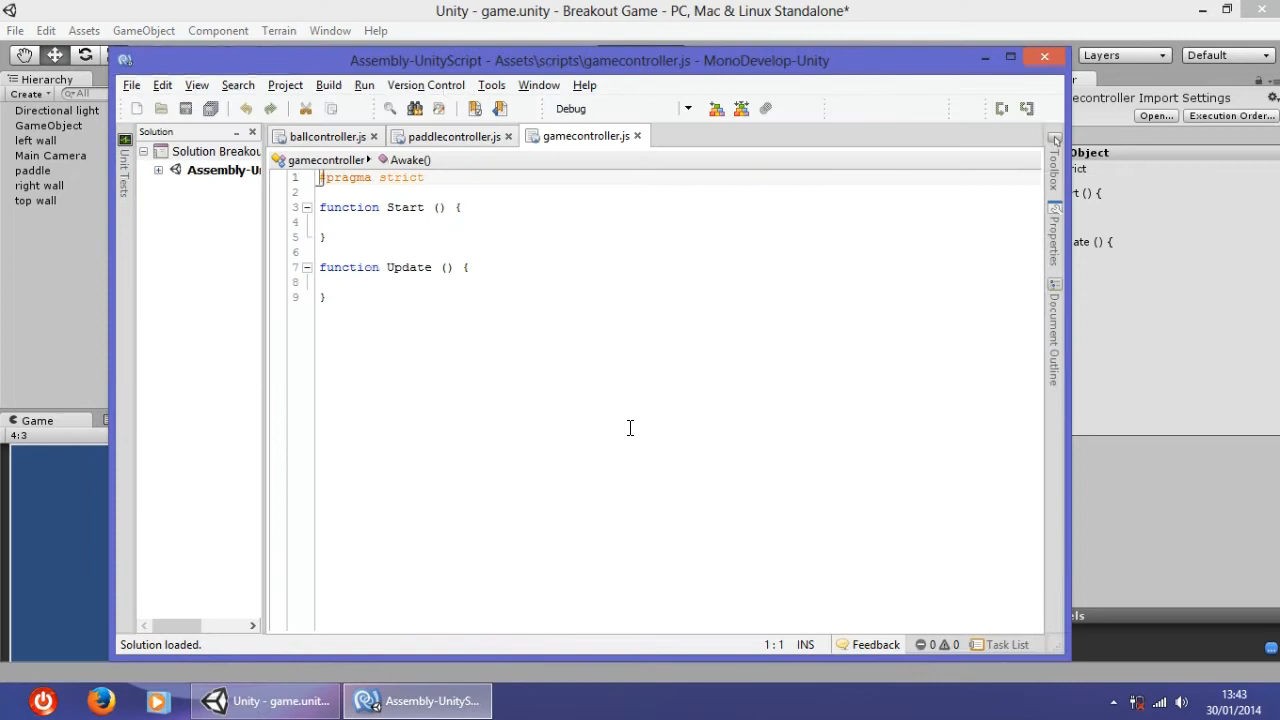 Unity - game.unity - Breakout Game - PC, Mac & Linux Standalone*
File Edit Assets GameObject Component Terrain Window Help
Layers Default
Hierarchy
Create All
Directional light
GameObject
left wall
Main Camera
paddle
right wall
top wall
Game
4:3
Assembly-UnityScript - Assets\scripts\gamecontroller.js - MonoDevelop-Unity
File Edit View Search Project Build Run Version Control Tools Window Help
Debug
Solution
Solution Breakou
Assembly-U
Unit Tests
ballcontroller.js paddlecontroller.js gamecontroller.js
gamecontroller Awake()
1 #pragma strict
2
3 function Start () {
4
5 }
6
7 function Update () {
8
9 }
Toolbox
Properties
Document Outline
Solution loaded.
1 : 1 INS Feedback 0 0 Task List
econtroller Import Settings
Open... Execution Order...
Object
ict
rt () {
ate () {
els
Unity - game.unit...
Assembly-UnityS...
13:43
30/01/2014